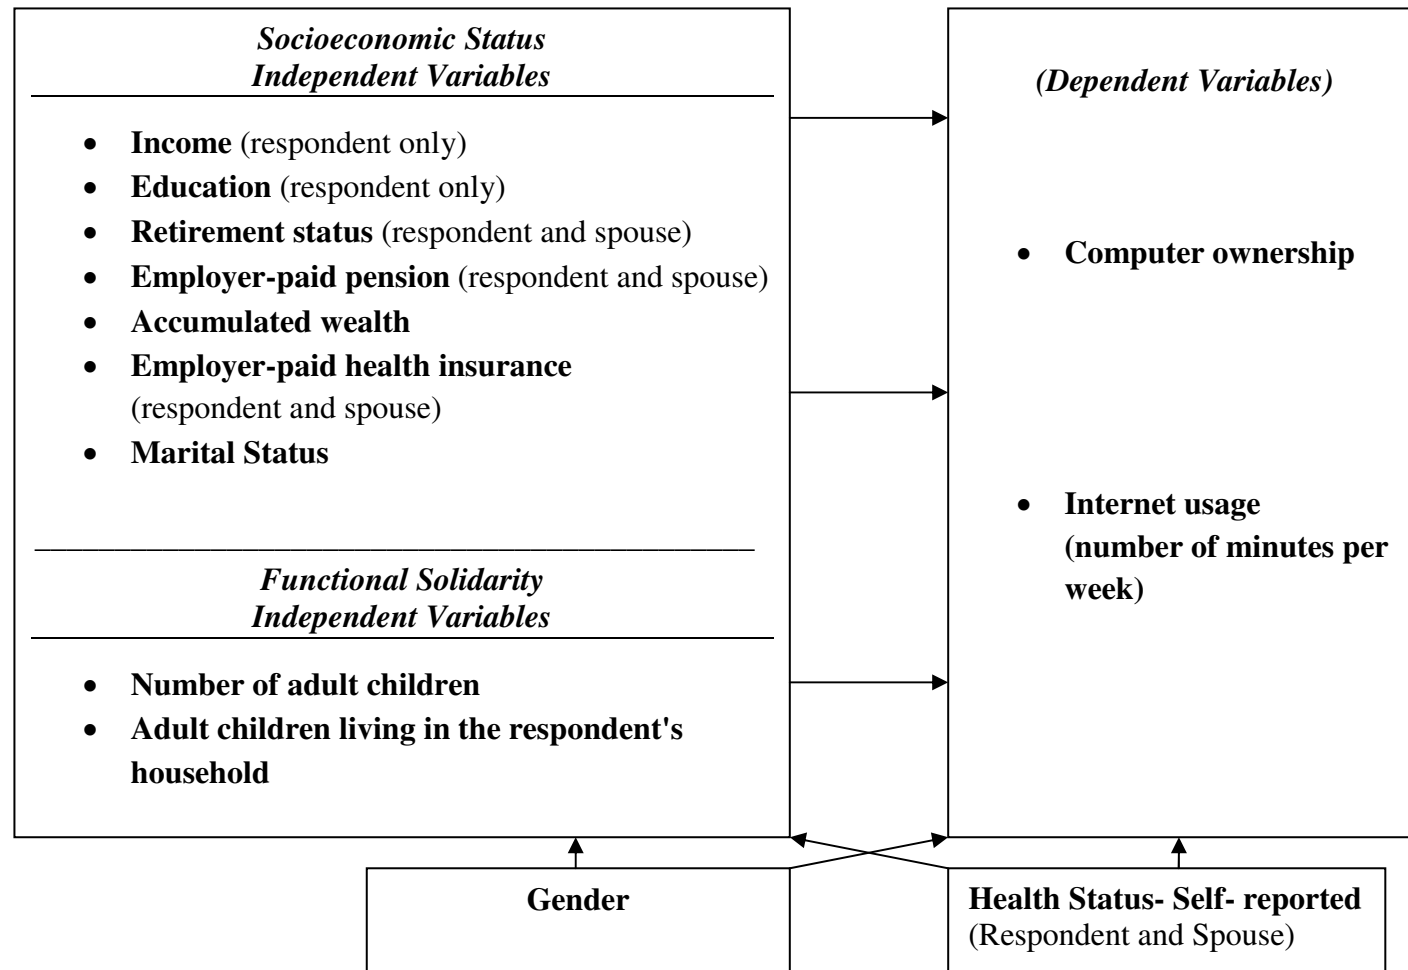 Socioeconomic Status
Independent Variables
• Income (respondent only)
• Education (respondent only)
• Retirement status (respondent and spouse)
• Employer-paid pension (respondent and spouse)
• Accumulated wealth
• Employer-paid health insurance
(respondent and spouse)
• Marital Status
Functional Solidarity
Independent Variables
• Number of adult children
• Adult children living in the respondent's
household
(Dependent Variables)
• Computer ownership
• Internet usage
(number of minutes per
week)
Gender
Health Status- Self- reported
(Respondent and Spouse)